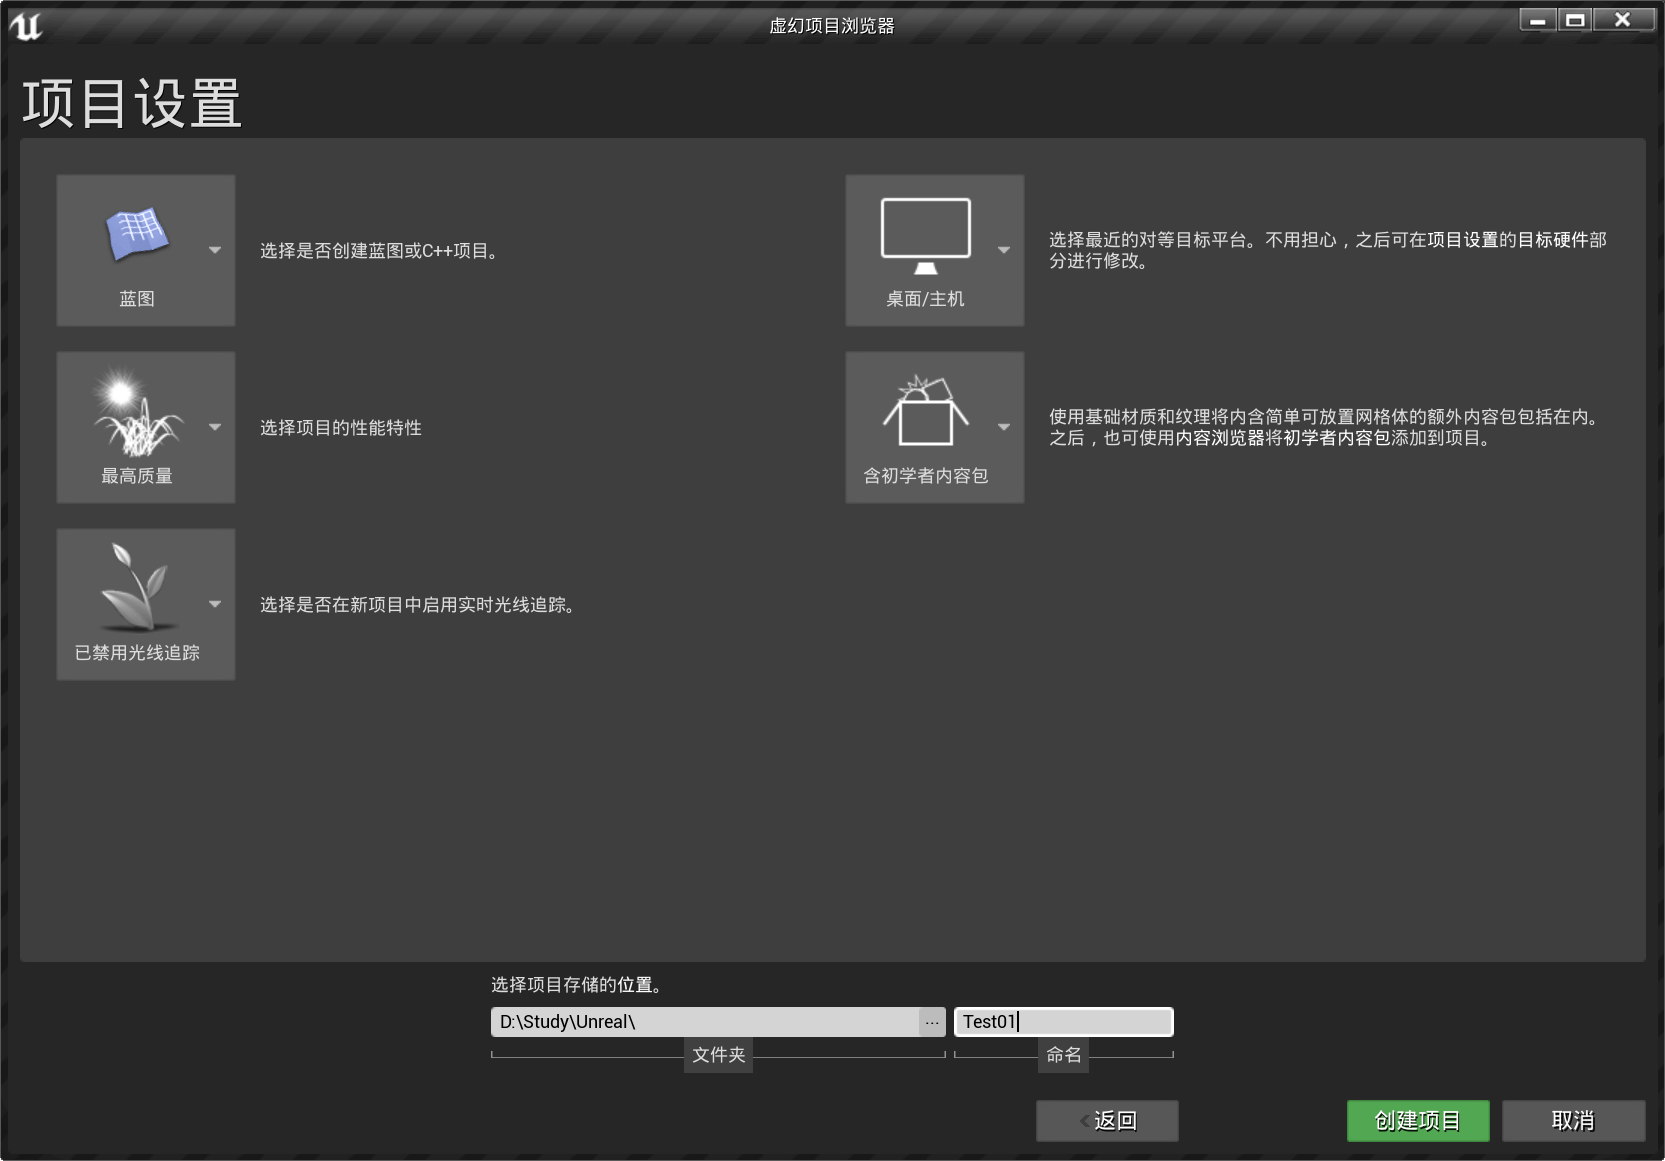 虚幻项目浏览器
项目设置
蓝图
选择是否创建蓝图或C++项目。
桌面/主机
选择最近的对等目标平台。不用担心，之后可在项目设置的目标硬件部
分进行修改。
最高质量
选择项目的性能特性
含初学者内容包
使用基础材质和纹理将内含简单可放置网格体的额外内容包包括在内。
之后，也可使用内容浏览器将初学者内容包添加到项目。
已禁用光线追踪
选择是否在新项目中启用实时光线追踪。
选择项目存储的位置。
D:\Study\Unreal\
...
Test01
文件夹
命名
返回
创建项目
取消